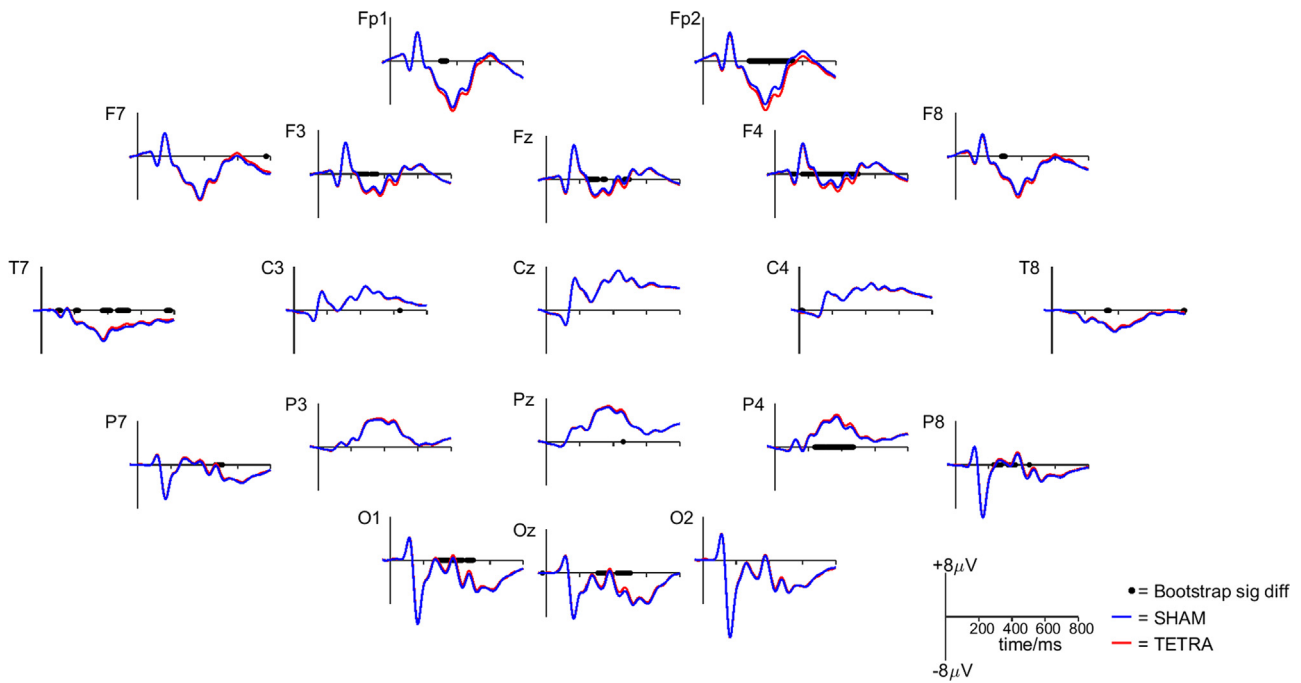 Fp1 Fp2
F7 F3 Fz F4 F8
T7 C3 Cz C4 T8
P7 P3 Pz P4 P8
O1 Oz O2
+8μV
200 400 600 800
time/ms
-8μV
•= Bootstrap sig diff
= SHAM
= TETRA